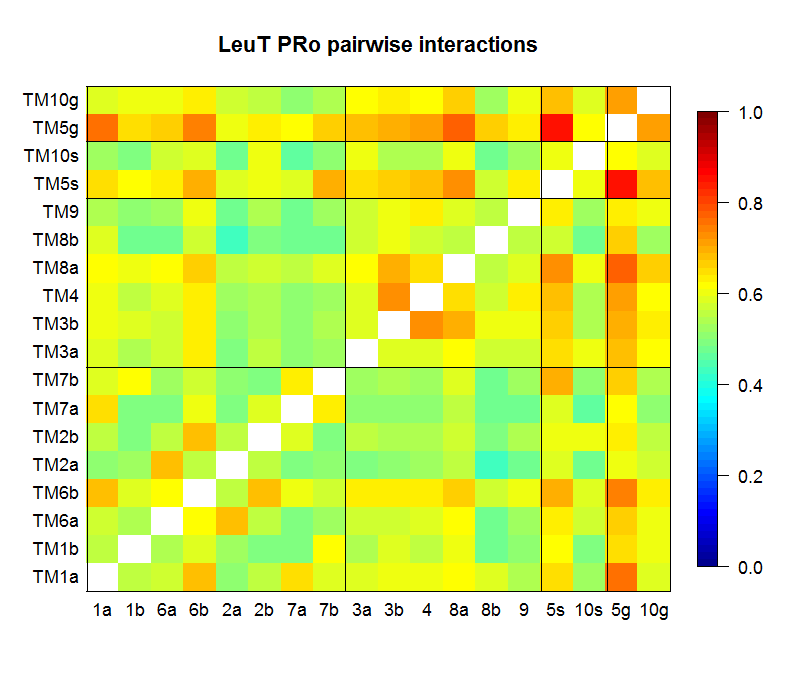 LeuT PRo pairwise interactions
TM10g
TM5g
TM10s
TM5s
TM9
TM8b
TM8a
TM4
TM3b
TM3a
TM7b
TM7a
TM2b
TM2a
TM6b
TM6a
TM1b
TM1a
1a 1b 6a 6b 2a 2b 7a 7b 3a 3b 4 8a 8b 9 5s 10s 5g 10g
1.0
0.8
0.6
0.4
0.2
0.0